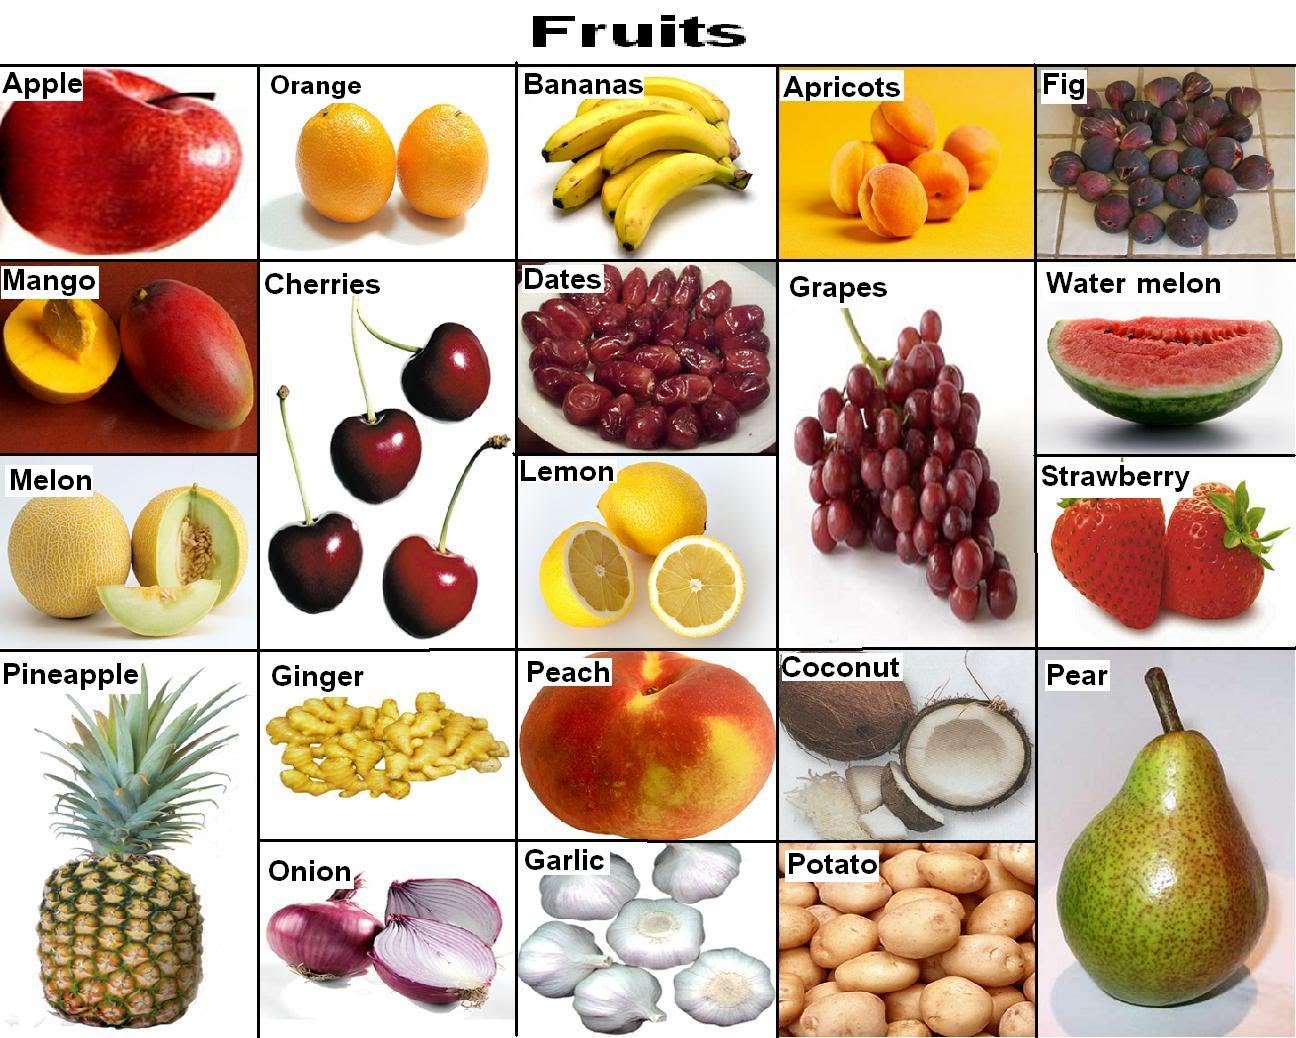 Fruits
Apple
Orange
Bananas
Apricots
Fig
Mango
Cherries
Dates
Grapes
Water melon
Melon
Lemon
Strawberry
Pineapple
Ginger
Peach
Coconut
Pear
Onion
Garlic
Potato